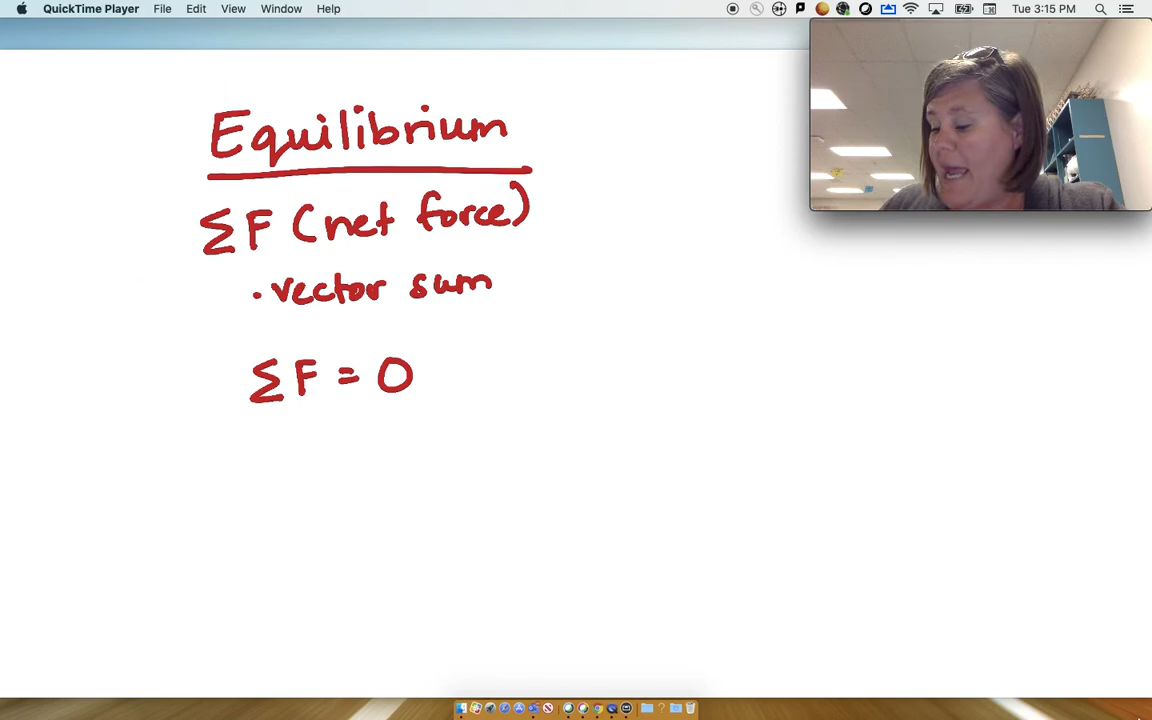 QuickTime Player File Edit View Window Help Tue 3:15 PM
Equilibrium
ΣF (net force)
• vector sum
ΣF = 0